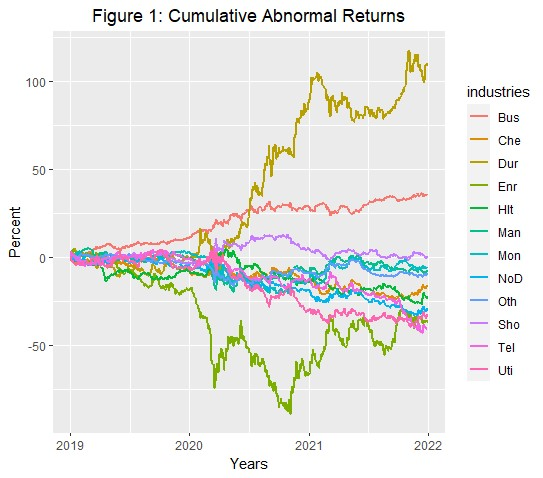 Figure 1: Cumulative Abnormal Returns
Percent
100
50
0
-50
2019
2020
2021
2022
Years
industries
Bus
Che
Dur
Enr
Hlt
Man
Mon
NoD
Oth
Sho
Tel
Uti